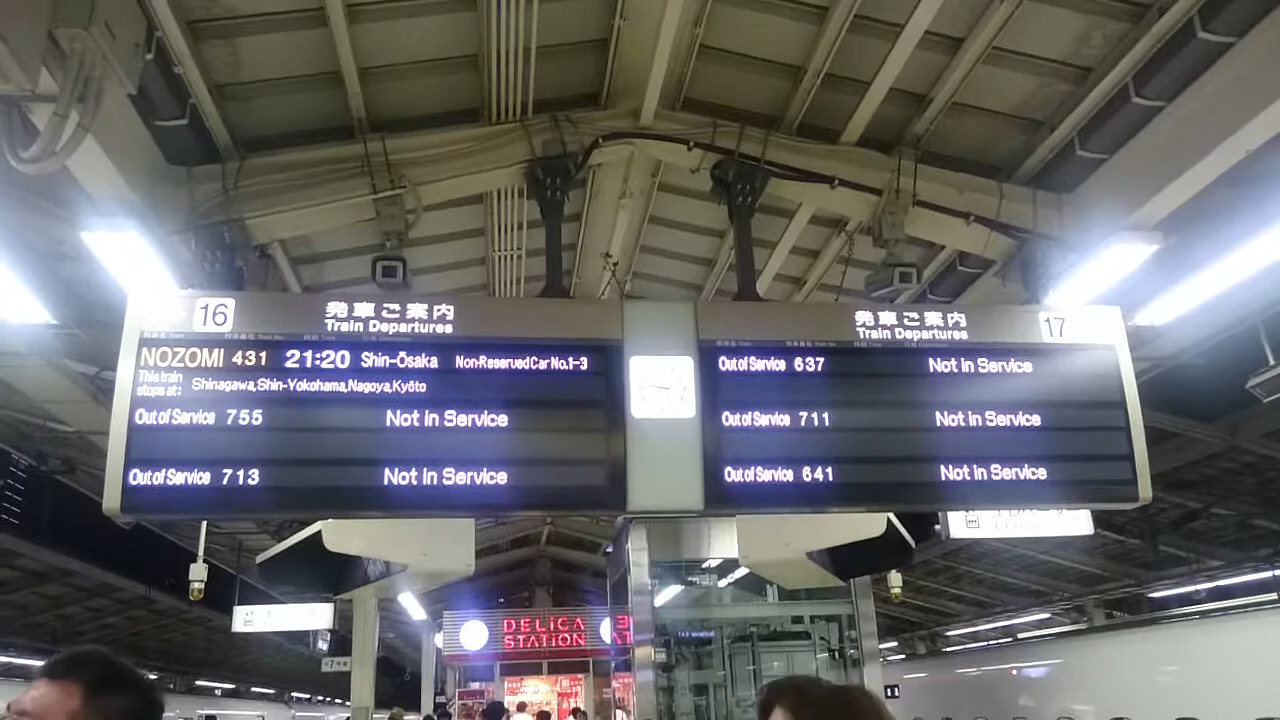 16
発車ご案内
Train Departures
NOZOMI 431 21:20 Shin-Ōsaka Non-Reserved Car No.1-3
This train stops at: Shinagawa,Shin-Yokohama,Nagoya,Kyōto
Out of Service 755 Not in Service
Out of Service 713 Not in Service
発車ご案内
17
Train Departures
Out of Service 637 Not in Service
Out of Service 711 Not in Service
Out of Service 641 Not in Service
DELICA
STATION